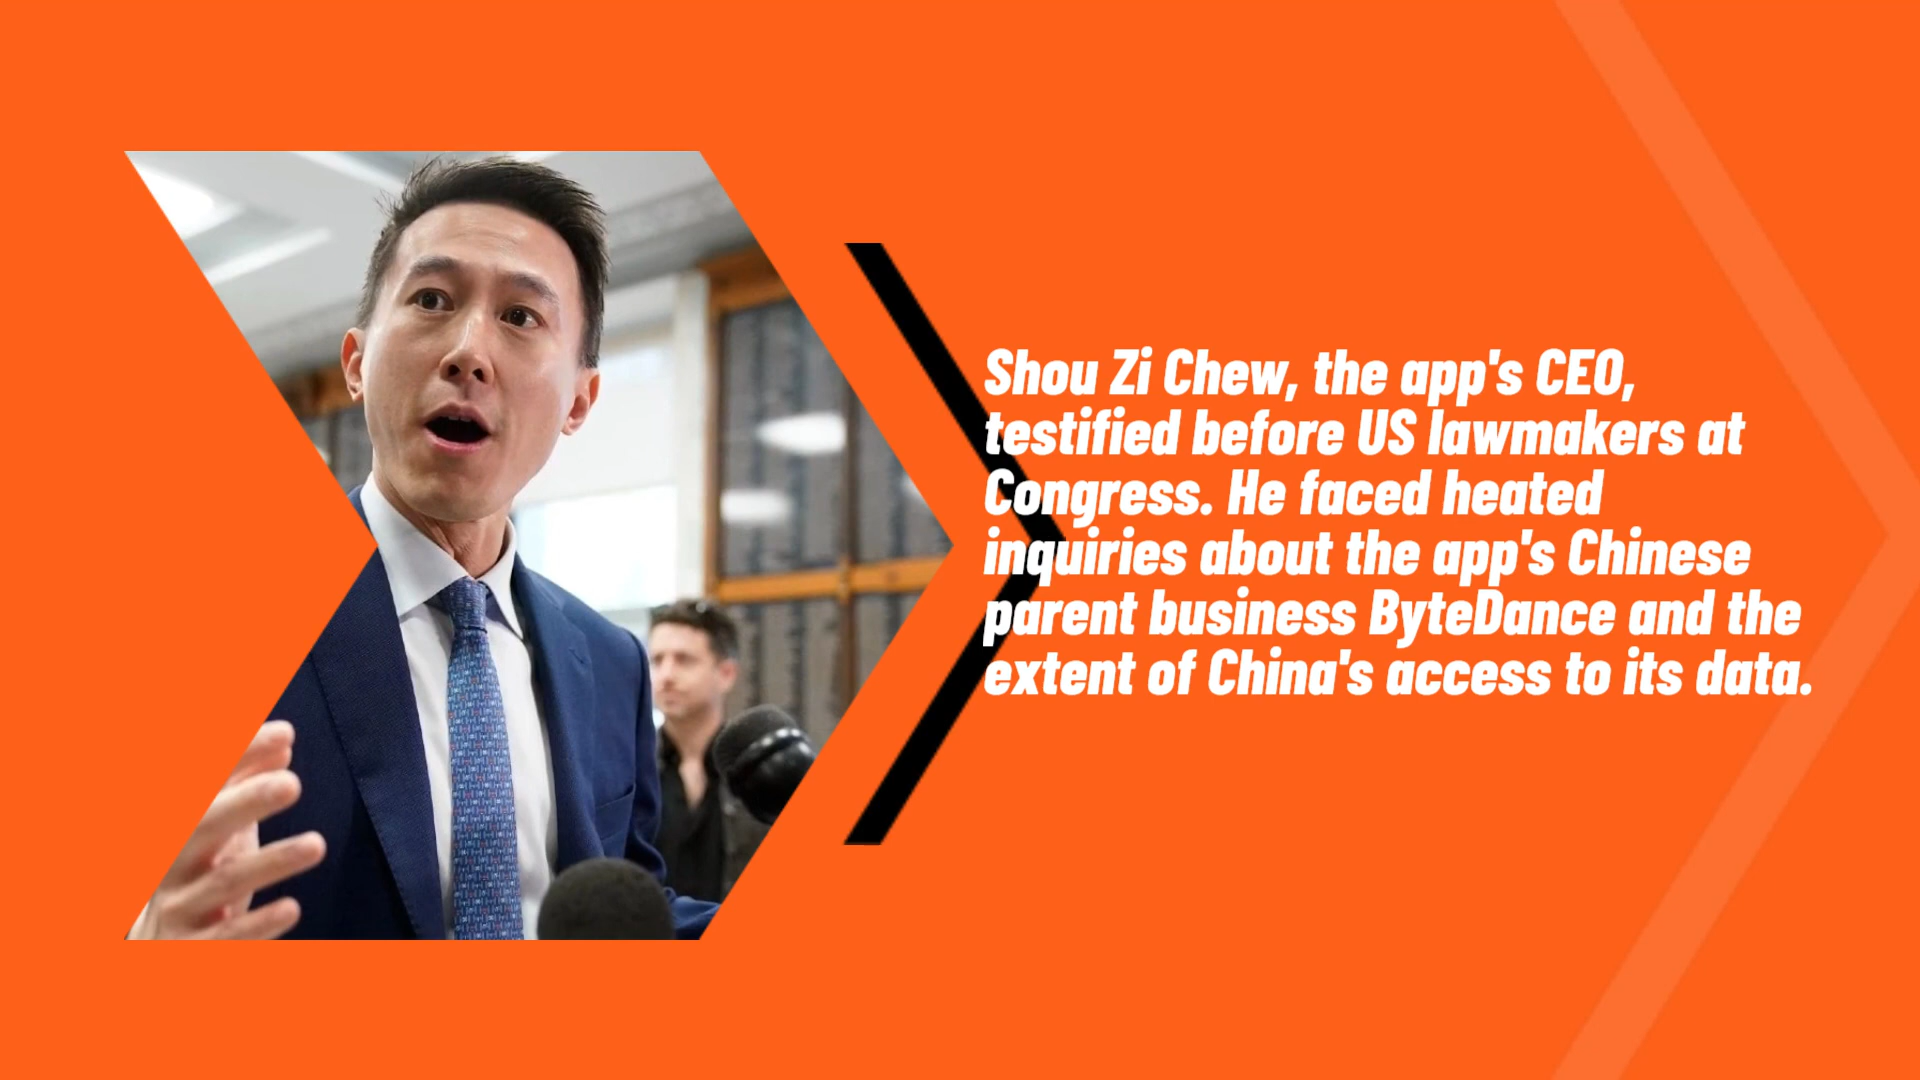 Shou Zi Chew, the app's CEO,
testified before US lawmakers at
Congress. He faced heated
inquiries about the app's Chinese
parent business ByteDance and the
extent of China's access to its data.